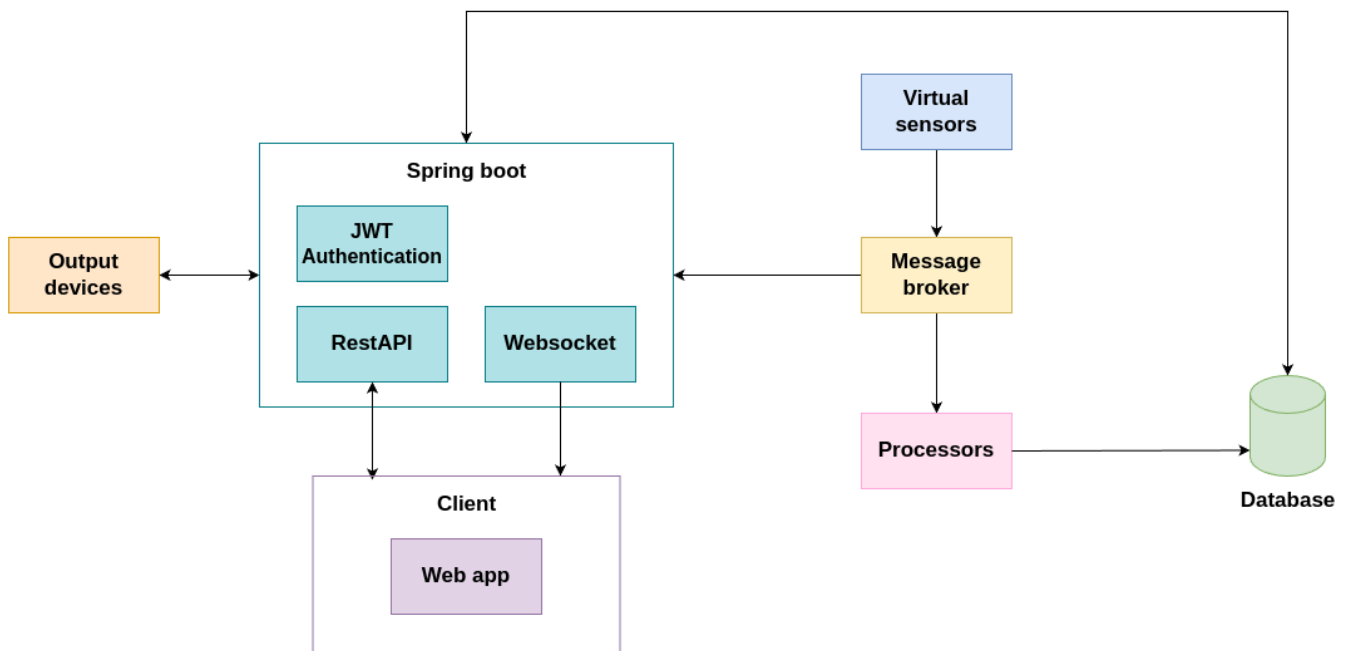 Virtual
sensors
Spring boot
JWT
Authentication
Output
devices
Message
broker
RestAPI
Websocket
Processors
Database
Client
Web app